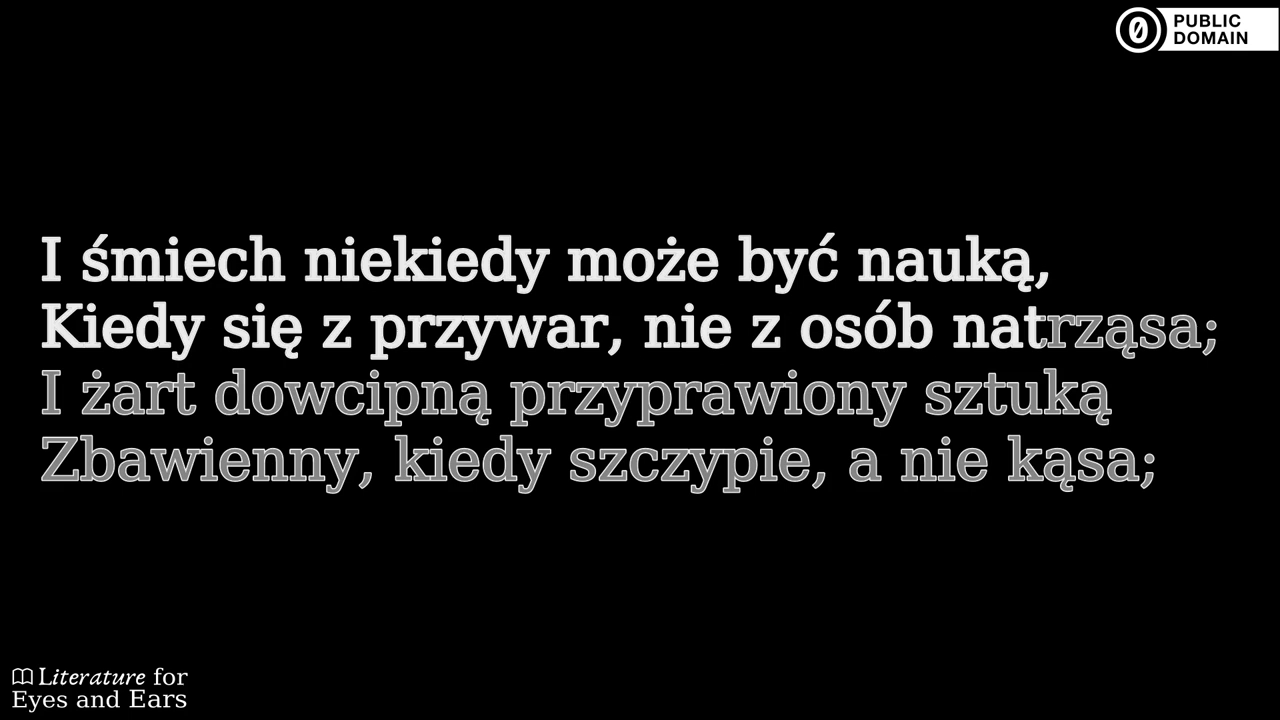 PUBLIC
DOMAIN
I śmiech niekiedy może być nauką,
Kiedy się z przywar, nie z osób natrząsa;
I żart dowcipną przyprawiony sztuką
Zbawienny, kiedy szczypie, a nie kąsa;
Literature for
Eyes and Ears